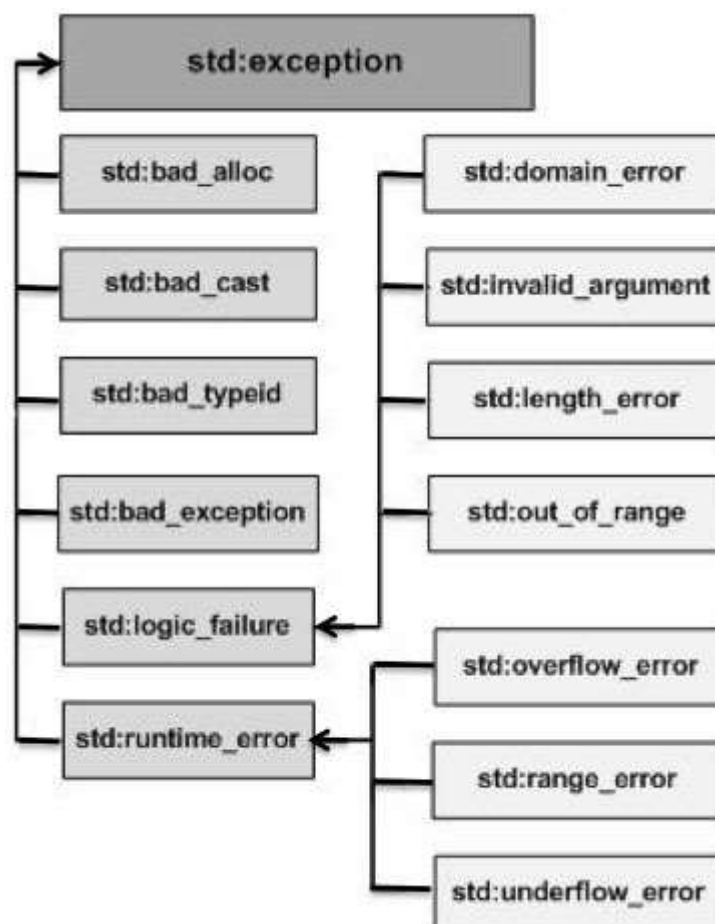 std:exception
std:bad_alloc
std:domain_error
std:bad_cast
std:invalid_argument
std:bad_typeid
std:length_error
std:bad_exception
std:out_of_range
std:logic_failure
std:overflow_error
std:runtime_error
std:range_error
std:underflow_error